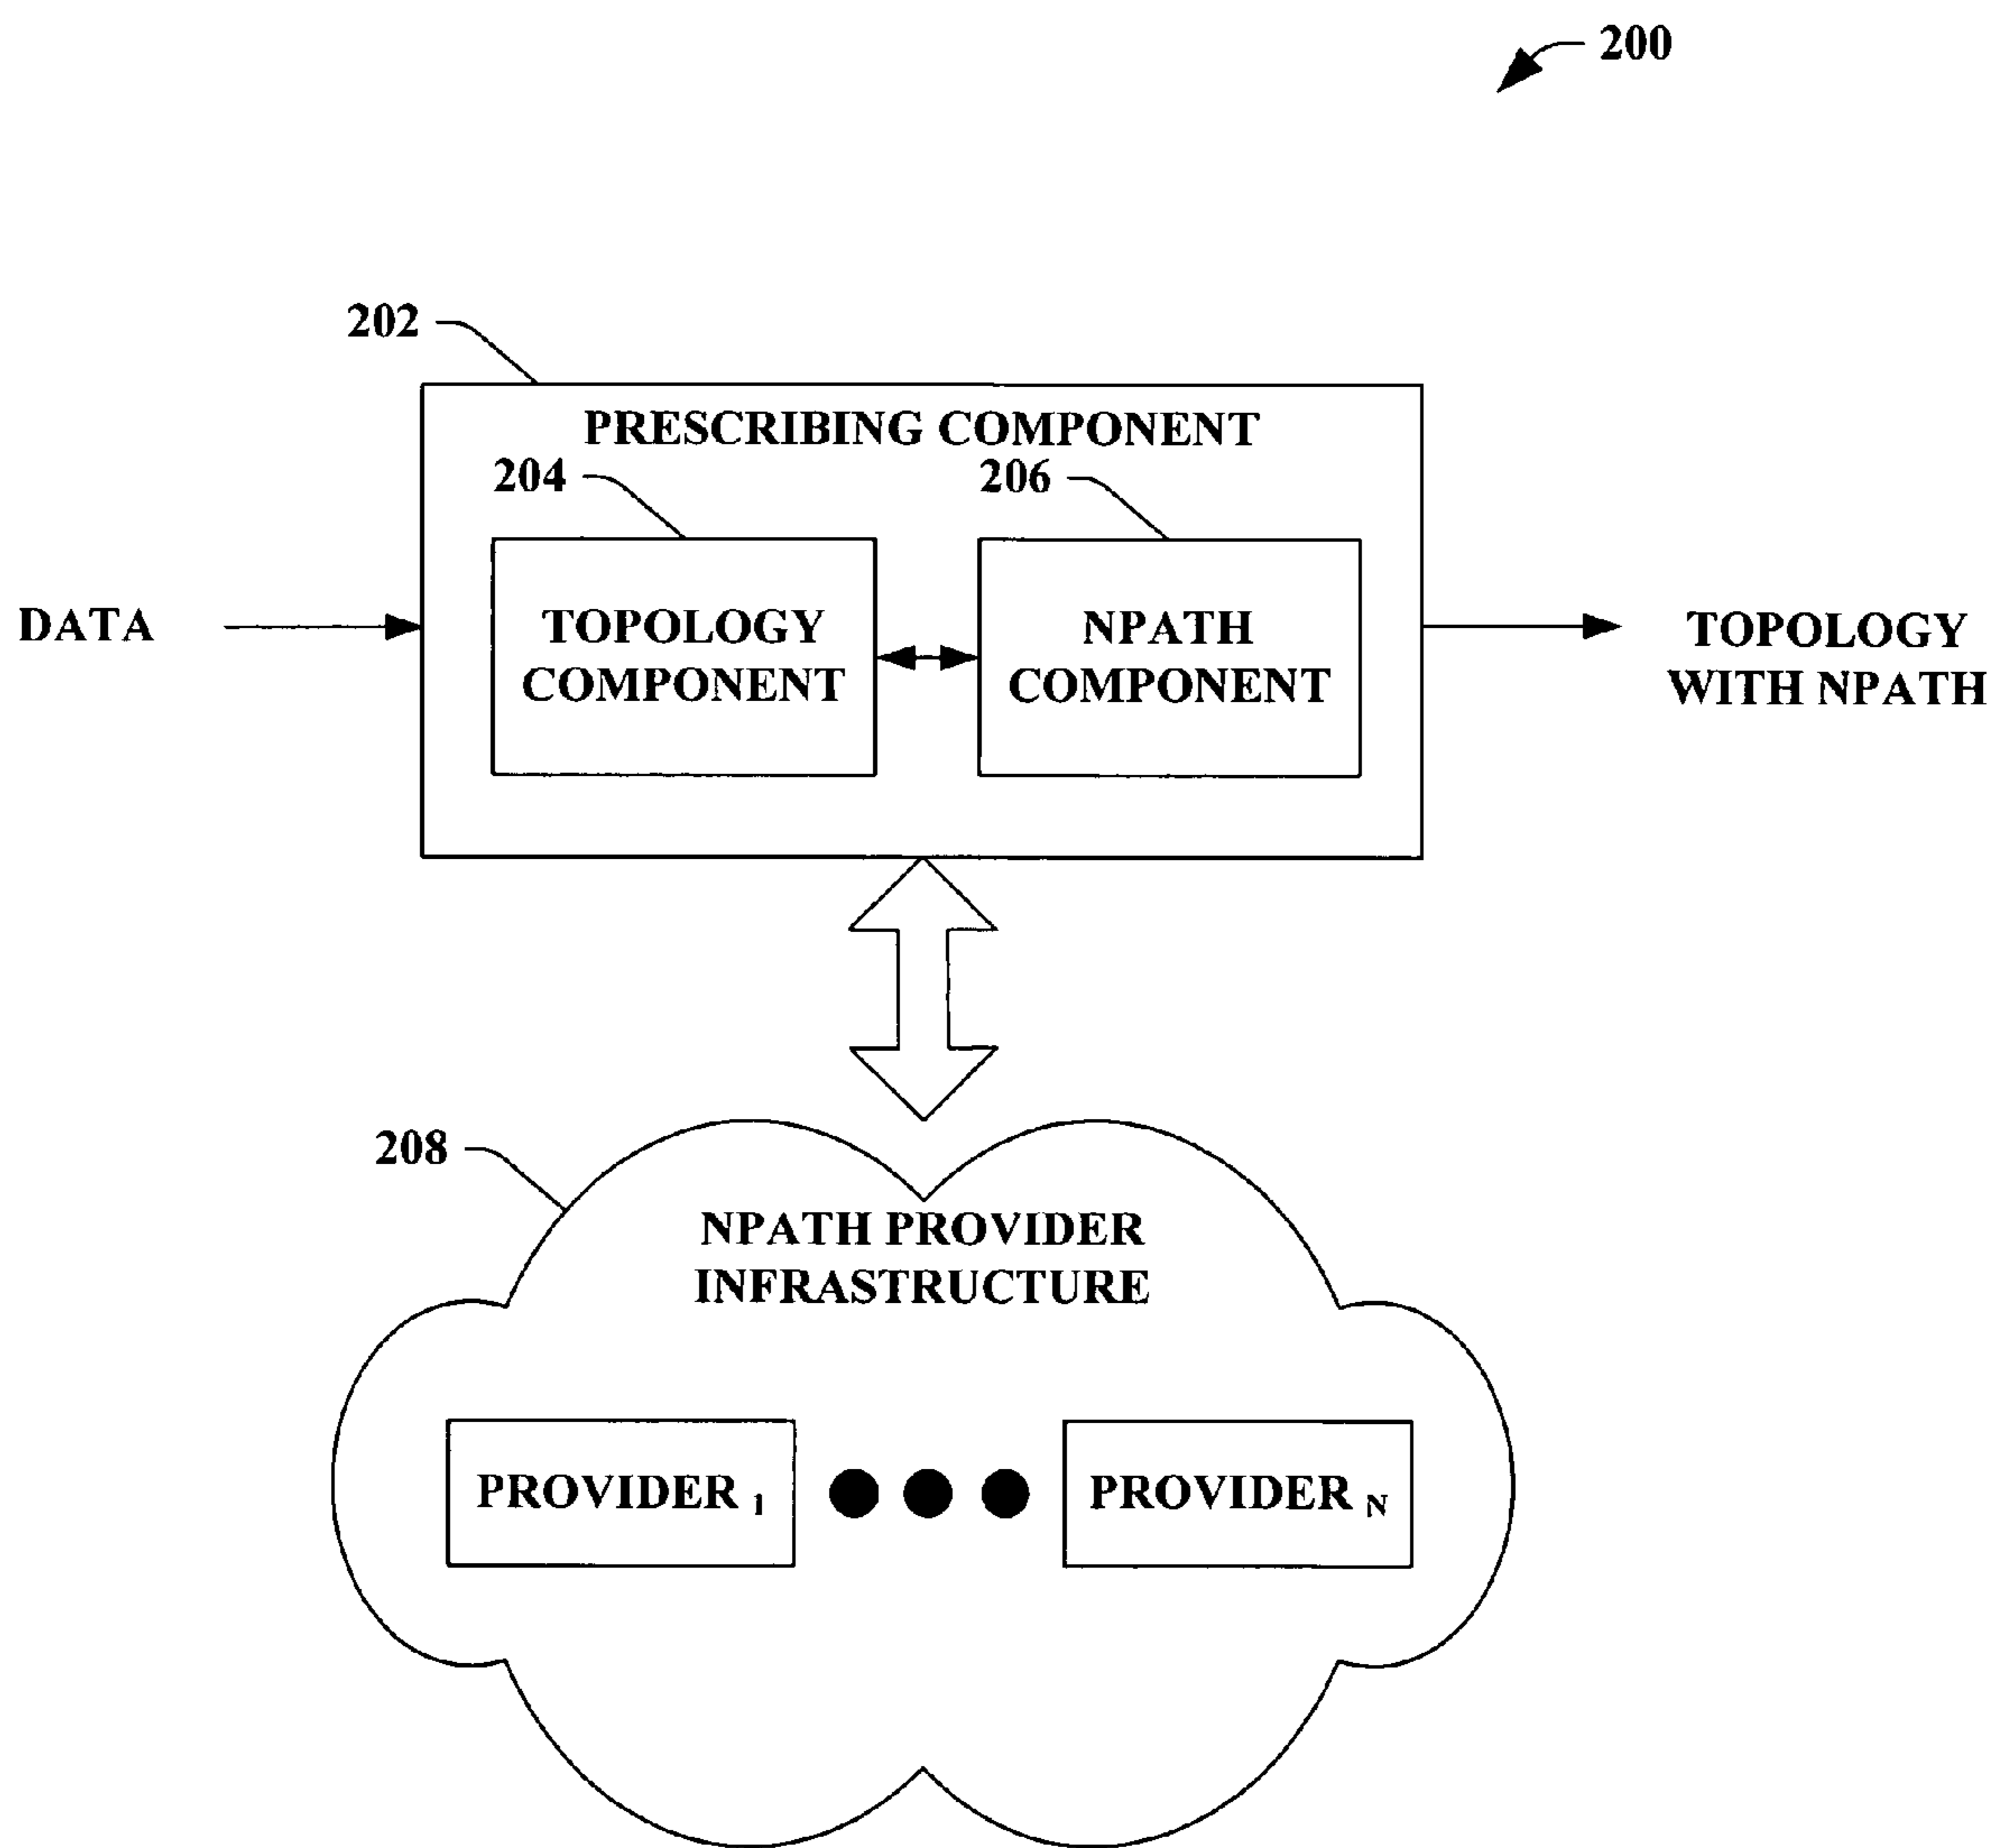 200
202
PRESCRIBING COMPONENT
204
206
DATA
TOPOLOGY
COMPONENT
NPATH
COMPONENT
TOPOLOGY
WITH NPATH
208
NPATH PROVIDER
INFRASTRUCTURE
PROVIDER 1
PROVIDER N